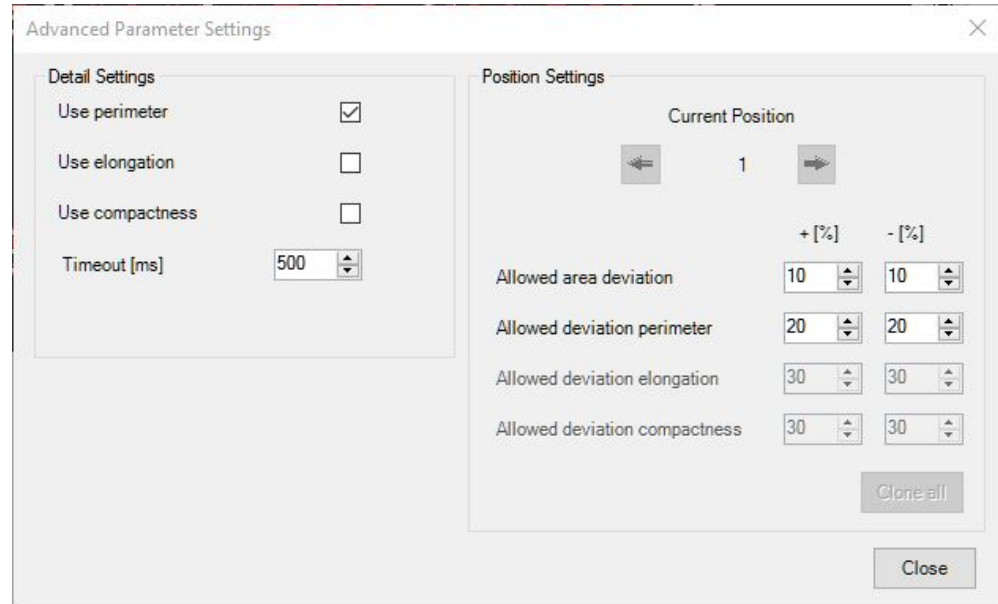 Advanced Parameter Settings
Detail Settings
Use perimeter
Use elongation
Use compactness
Timeout [ms] 500
Position Settings
Current Position
1
+ [%] - [%]
Allowed area deviation 10 10
Allowed deviation perimeter 20 20
Allowed deviation elongation 30 30
Allowed deviation compactness 30 30
Clone all
Close